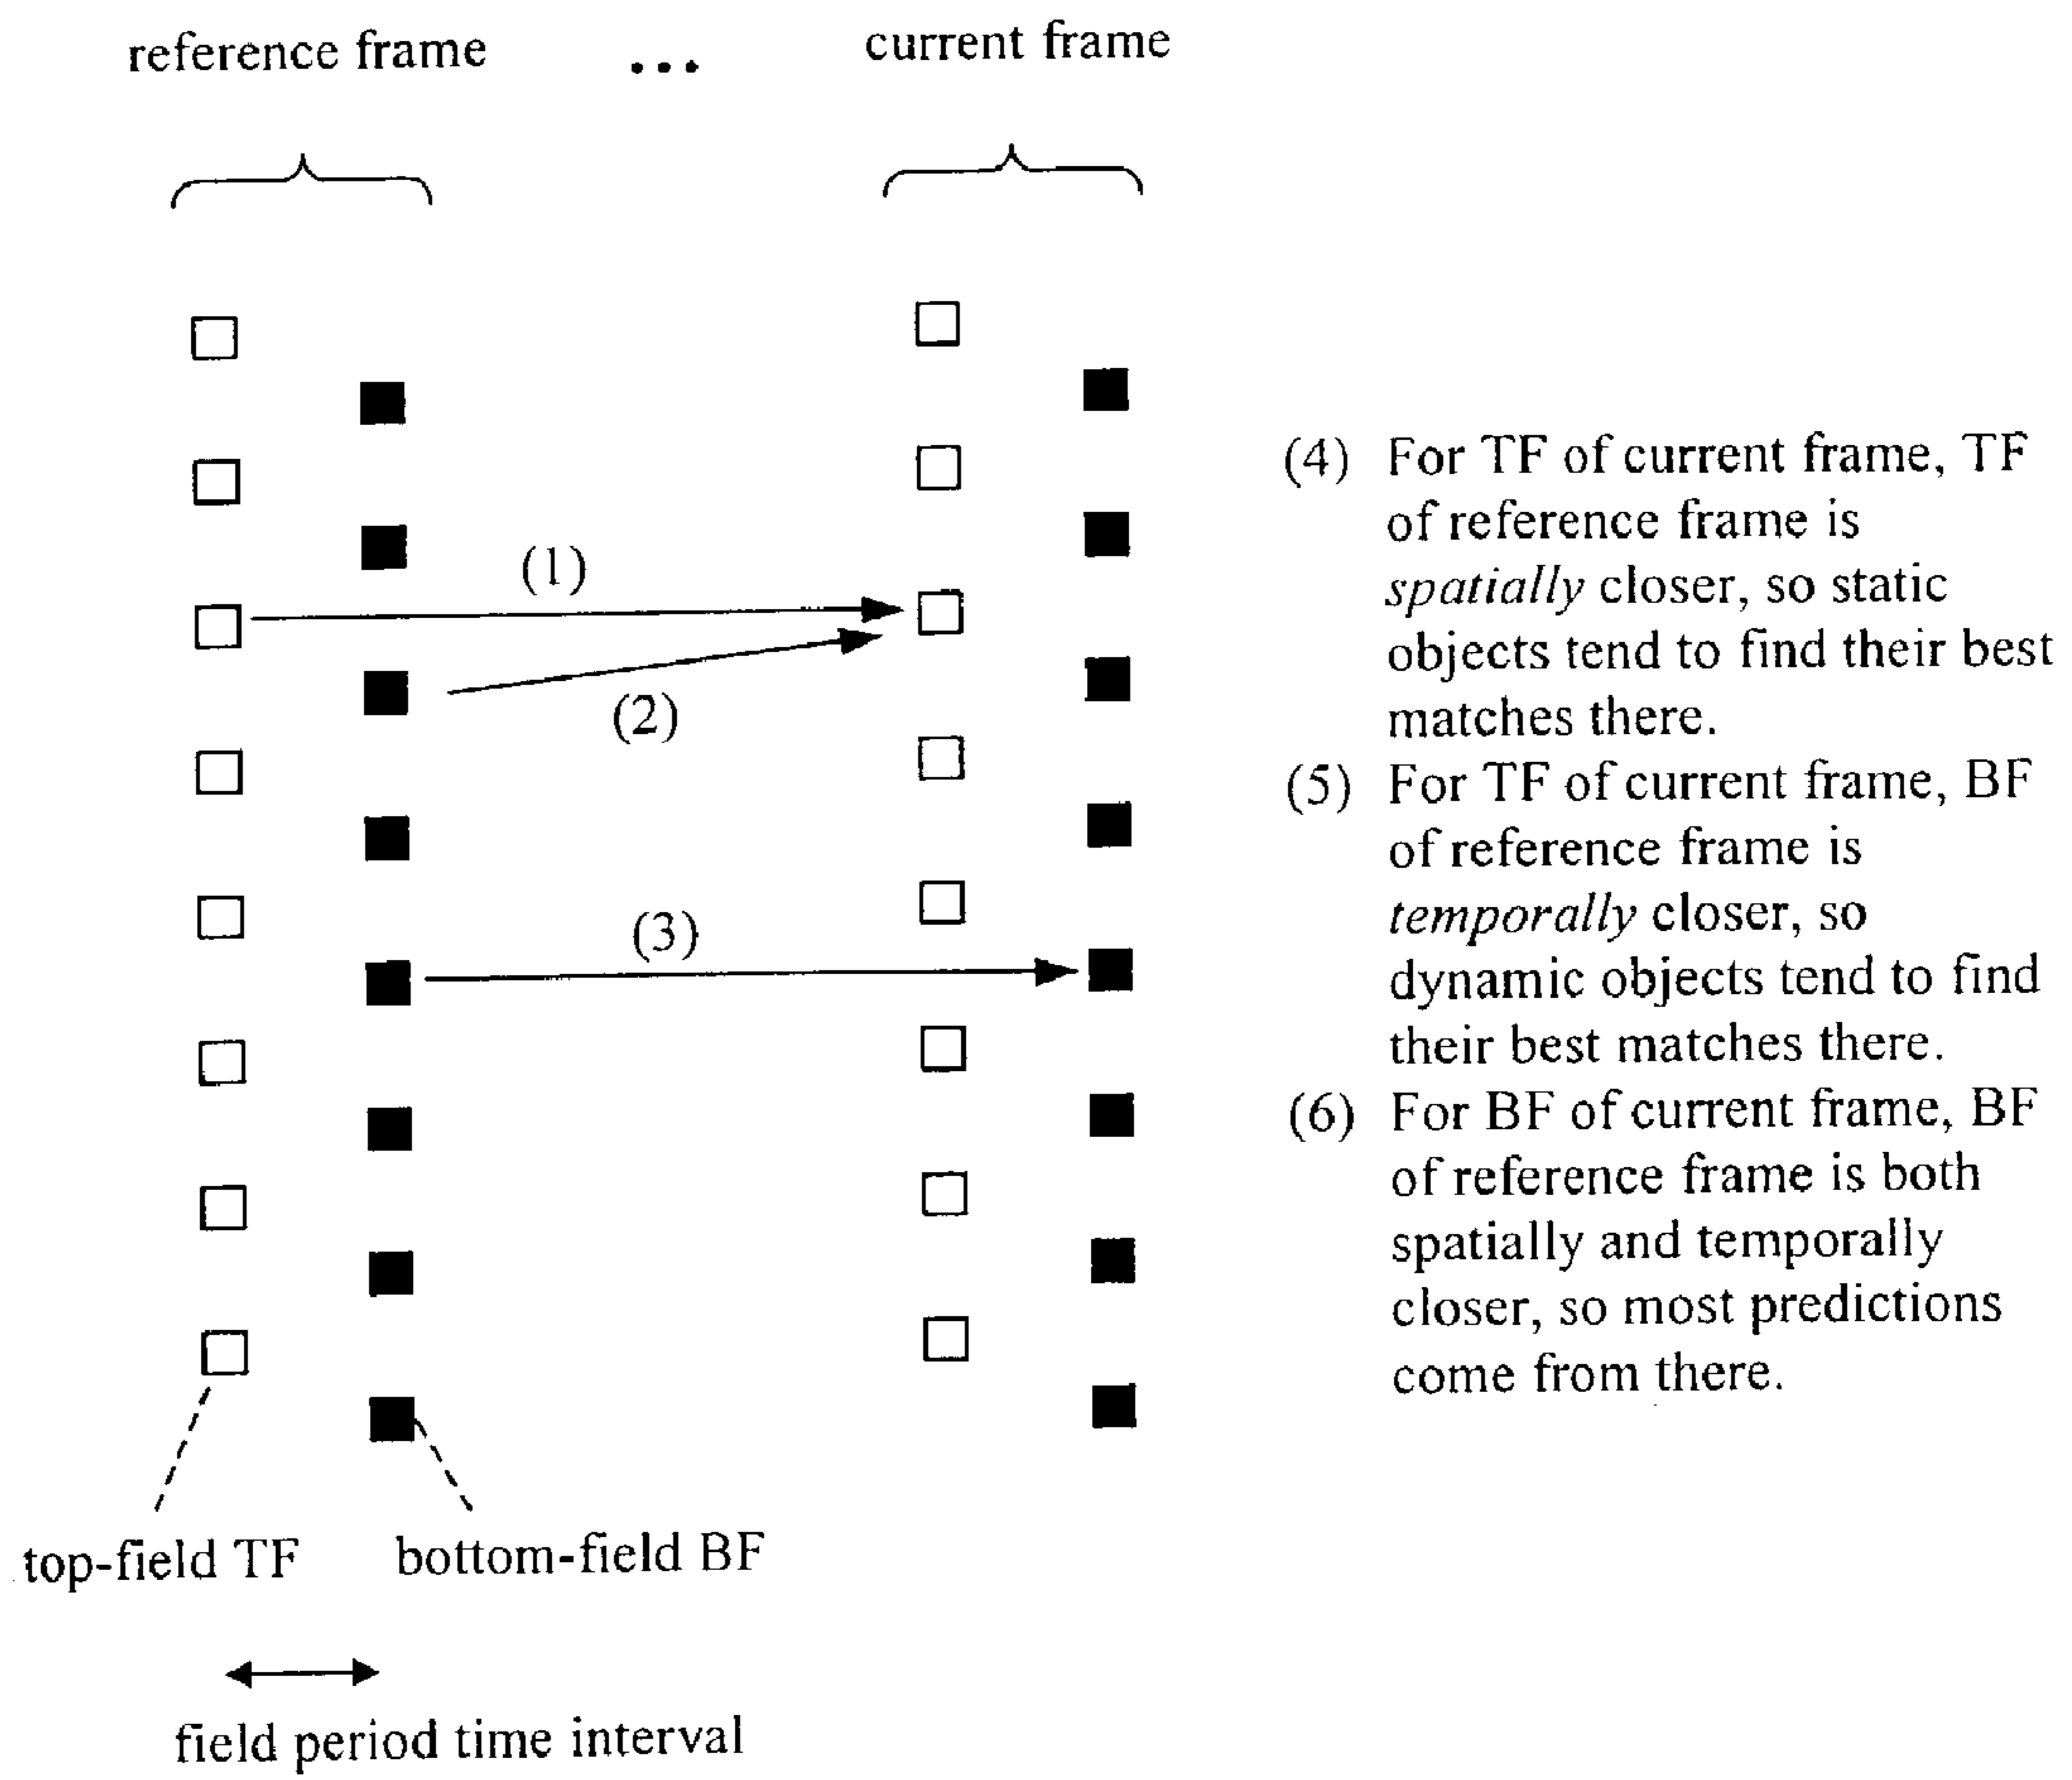 reference frame ... current frame
(1)
(2)
(3)
(4) For TF of current frame, TF
of reference frame is
spatially closer, so static
objects tend to find their best
matches there.
(5) For TF of current frame, BF
of reference frame is
temporally closer, so
dynamic objects tend to find
their best matches there.
(6) For BF of current frame, BF
of reference frame is both
spatially and temporally
closer, so most predictions
come from there.
top-field TF bottom-field BF
field period time interval